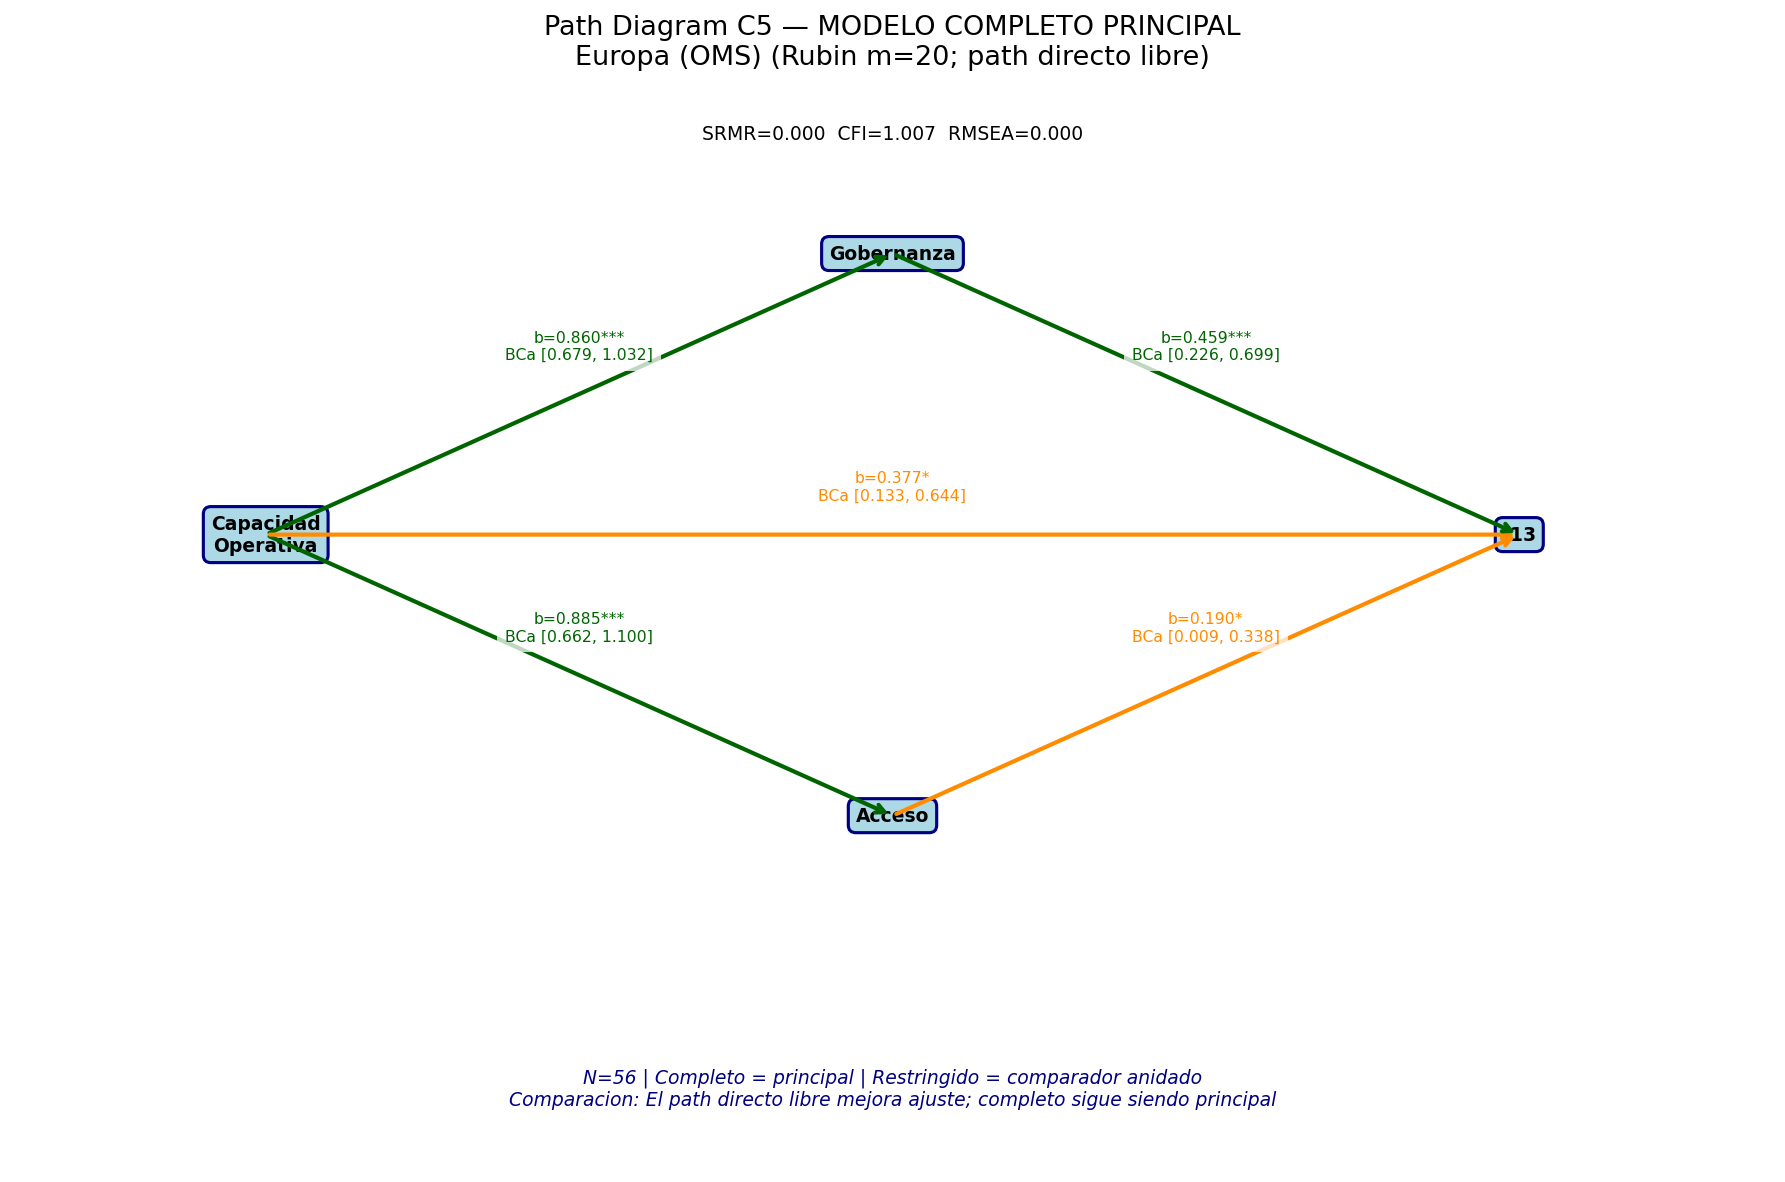 Path Diagram C5 — MODELO COMPLETO PRINCIPAL
Europa (OMS) (Rubin m=20; path directo libre)
SRMR=0.000 CFI=1.007 RMSEA=0.000
Gobernanza
b=0.860***
BCa [0.679, 1.032]
b=0.459***
BCa [0.226, 0.699]
b=0.377*
BCa [0.133, 0.644]
Capacidad
Operativa
13
b=0.885***
BCa [0.662, 1.100]
b=0.190*
BCa [0.009, 0.338]
Acceso
N=56 | Completo = principal | Restringido = comparador anidado
Comparacion: El path directo libre mejora ajuste; completo sigue siendo principal